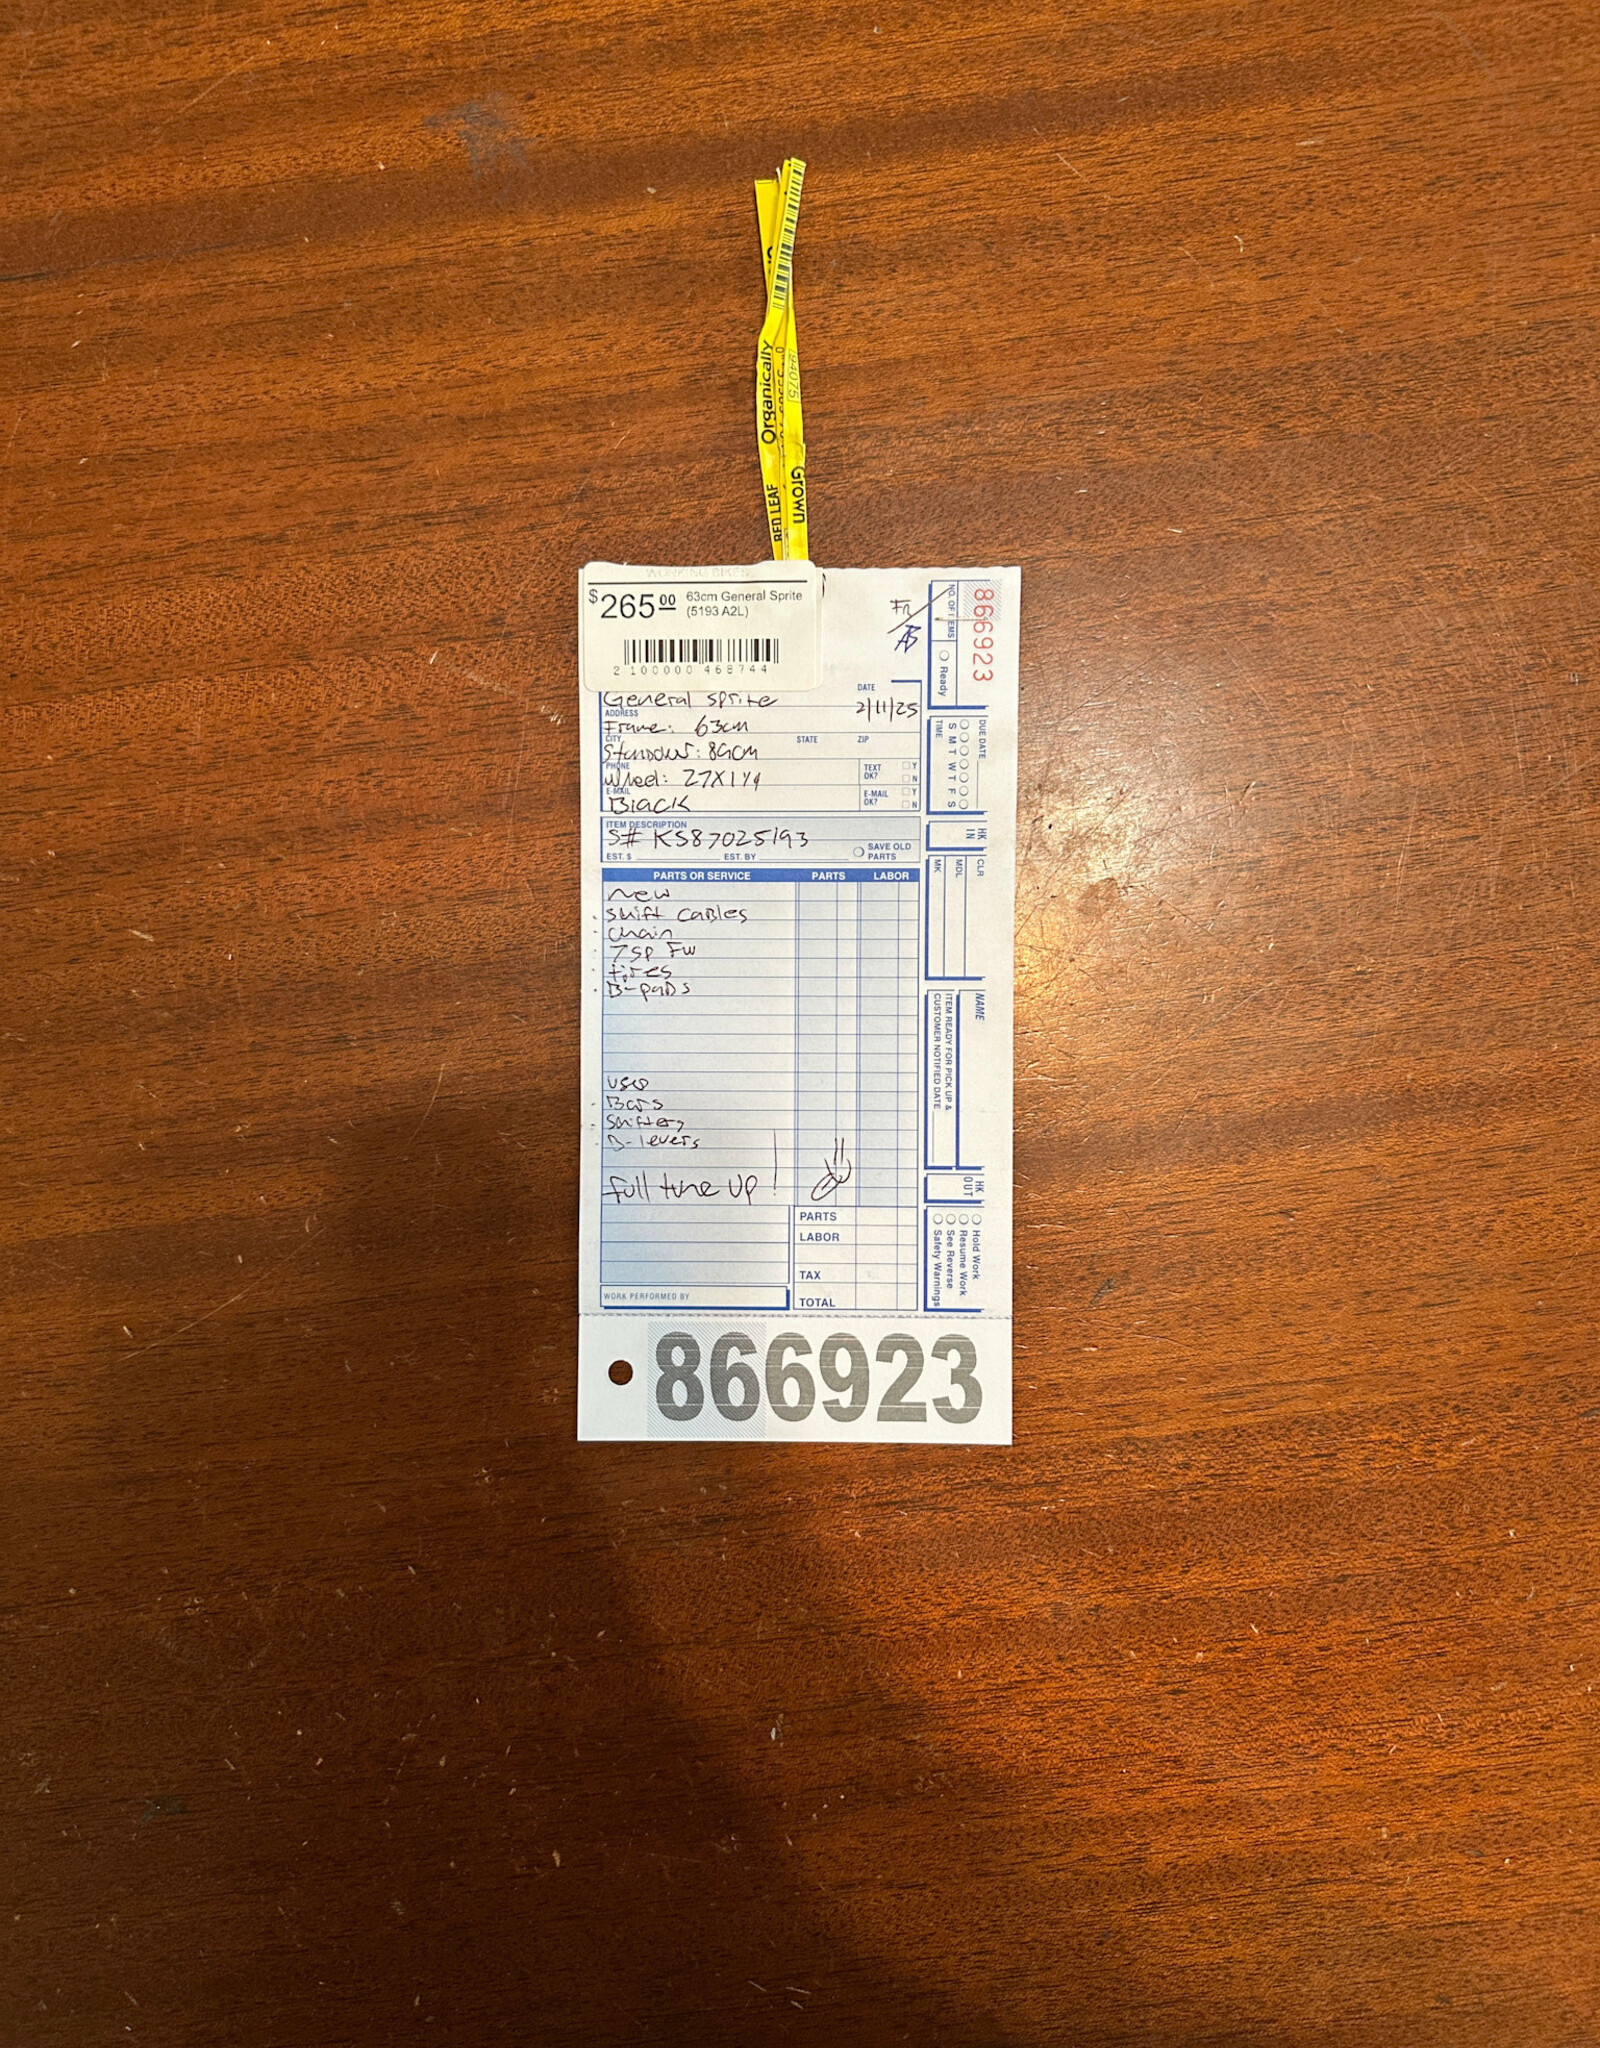 Organically
94075
Grown
RED LEAF
WORKING BIKES
$265.00 63cm General Sprite
(5193 A2L)
2 100000 468744
866923
NO. OF ITEMS
Ready
General Sprite
DATE
2/11/25
ADDRESS
Frame: 63cm
CITY STATE ZIP
PHONE
Wheel: 27X1 1/4
TEXT OK? Y N
E-MAIL
Black
E-MAIL OK? Y N
ITEM DESCRIPTION
S# KS87025193
EST. $ EST. BY
SAVE OLD PARTS
PARTS OR SERVICE PARTS LABOR
new
shift cables
chain
7sp FW
tires
B-pads
used
Bars
Shifters
B-levers
full tune up!
PARTS
LABOR
TAX
TOTAL
WORK PERFORMED BY
DUE DATE
S M T W T F S
TIME
HK IN
CLR
MDL
MK
NAME
ITEM READY FOR PICK UP &
CUSTOMER NOTIFIED DATE
HK OUT
Hold Work
Resume Work
See Reverse
Safety Warnings
866923